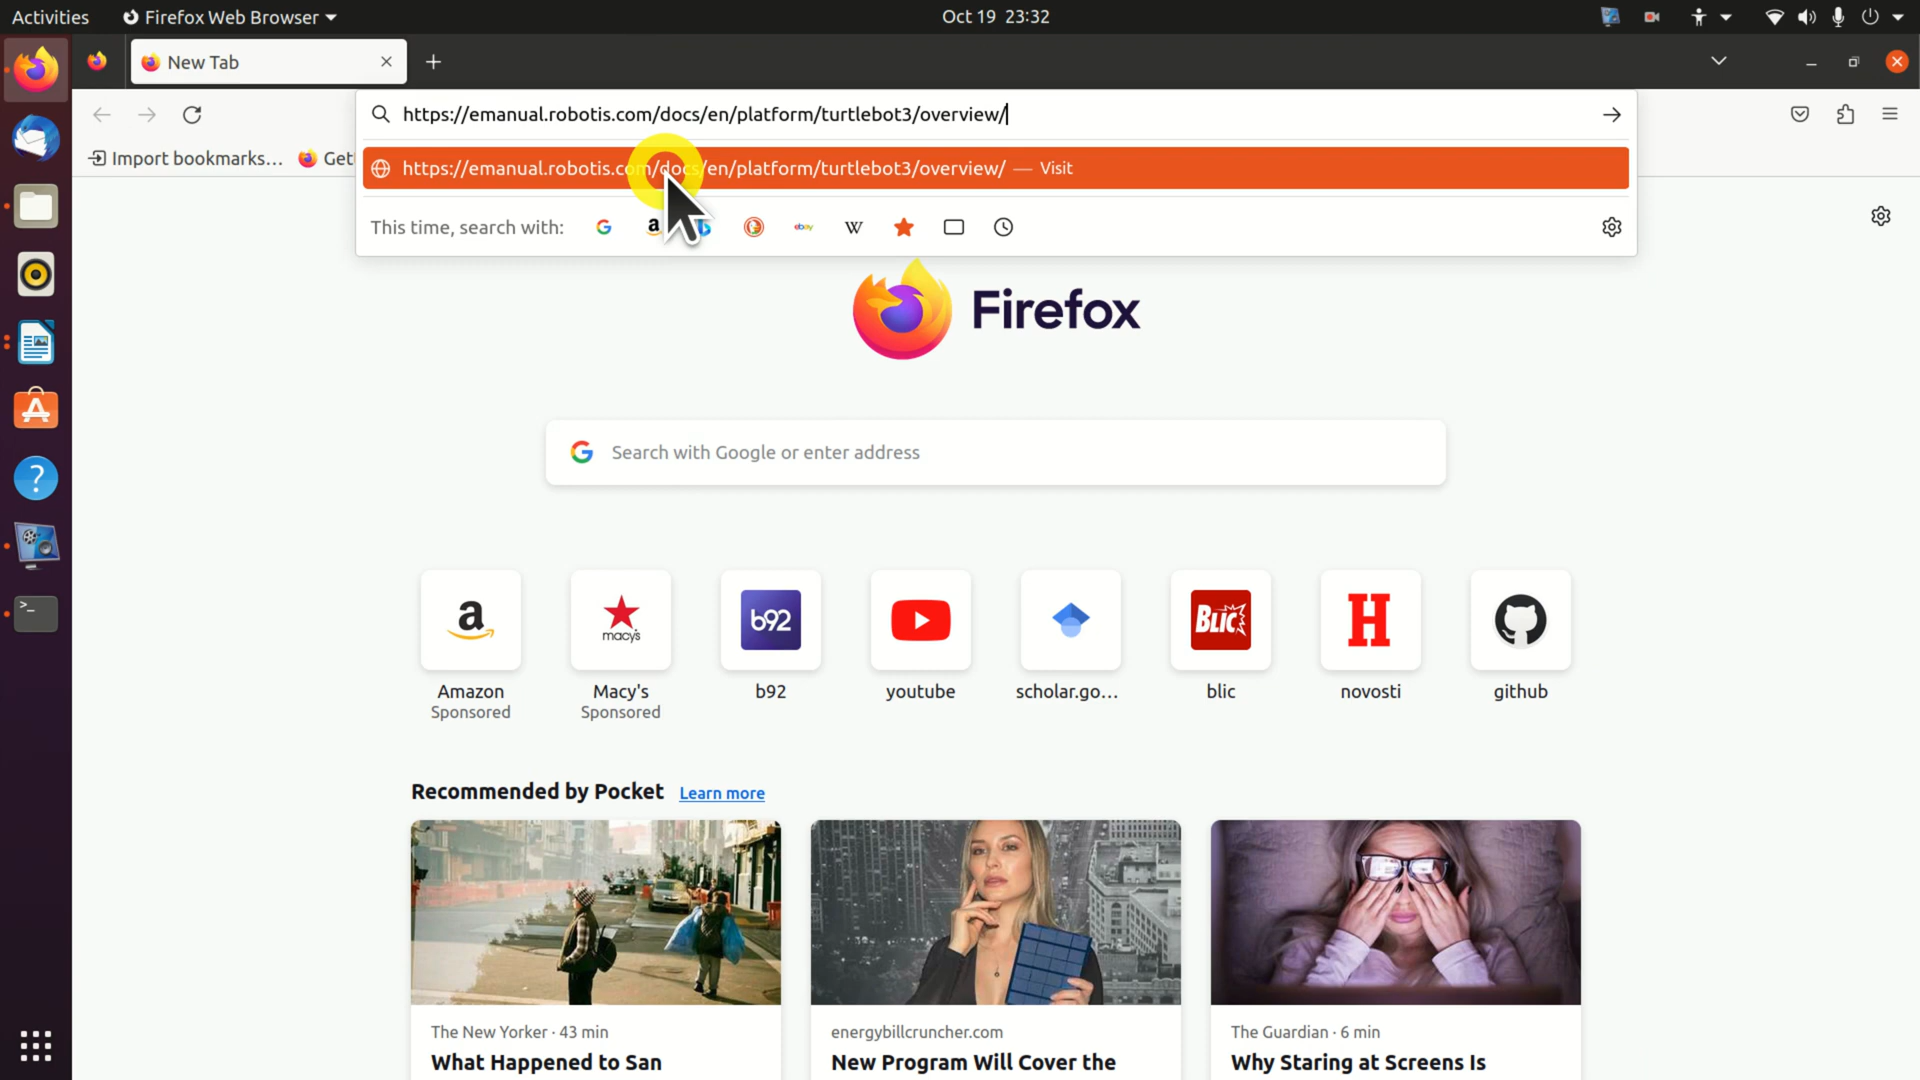 Activities Firefox Web Browser Oct 19 23:32
New Tab
https://emanual.robotis.com/docs/en/platform/turtlebot3/overview/
Import bookmarks... Get
https://emanual.robotis.com/docs/en/platform/turtlebot3/overview/ — Visit
This time, search with: G a ebay W
Firefox
Search with Google or enter address
a macys b92 BLIC H
Amazon Macy's b92 youtube scholar.go... blic novosti github
Sponsored Sponsored
Recommended by Pocket Learn more
The New Yorker · 43 min energybillcruncher.com The Guardian · 6 min
What Happened to San New Program Will Cover the Why Staring at Screens Is